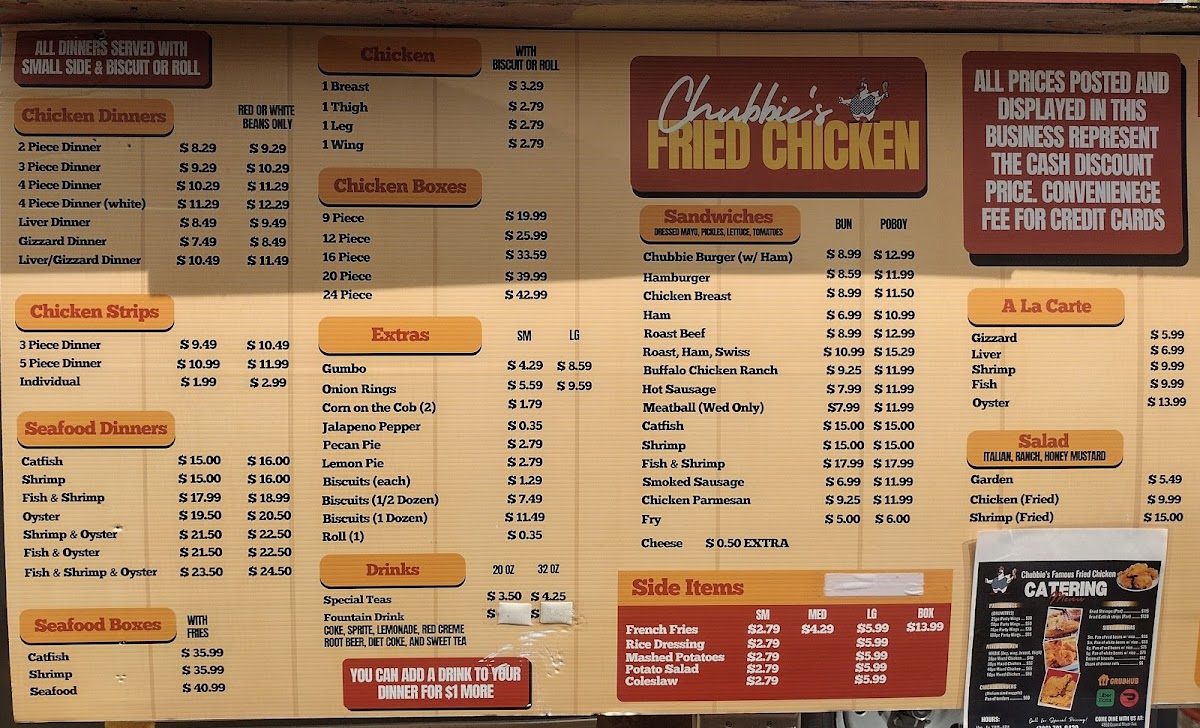 ALL DINNERS SERVED WITH
SMALL SIDE & BISCUIT OR ROLL
Chicken Dinners
RED OR WHITE
BEANS ONLY
2 Piece Dinner $ 8.29 $ 9.29
3 Piece Dinner $ 9.29 $ 10.29
4 Piece Dinner $ 10.29 $ 11.29
4 Piece Dinner (white) $ 11.29 $ 12.29
Liver Dinner $ 8.49 $ 9.49
Gizzard Dinner $ 7.49 $ 8.49
Liver/Gizzard Dinner $ 10.49 $ 11.49
Chicken Strips
3 Piece Dinner $ 9.49 $ 10.49
5 Piece Dinner $ 10.99 $ 11.99
Individual $ 1.99 $ 2.99
Seafood Dinners
Catfish $ 15.00 $ 16.00
Shrimp $ 15.00 $ 16.00
Fish & Shrimp $ 17.99 $ 18.99
Oyster $ 19.50 $ 20.50
Shrimp & Oyster $ 21.50 $ 22.50
Fish & Oyster $ 21.50 $ 22.50
Fish & Shrimp & Oyster $ 23.50 $ 24.50
Seafood Boxes
WITH
FRIES
Catfish $ 35.99
Shrimp $ 35.99
Seafood $ 40.99
Chicken
WITH
BISCUIT OR ROLL
1 Breast $ 3.29
1 Thigh $ 2.79
1 Leg $ 2.79
1 Wing $ 2.79
Chicken Boxes
9 Piece $ 19.99
12 Piece $ 25.99
16 Piece $ 33.59
20 Piece $ 39.99
24 Piece $ 42.99
Extras SM LG
Gumbo $ 4.29 $ 8.59
Onion Rings $ 5.59 $ 9.59
Corn on the Cob (2) $ 1.79
Jalapeno Pepper $ 0.35
Pecan Pie $ 2.79
Lemon Pie $ 2.79
Biscuits (each) $ 1.29
Biscuits (1/2 Dozen) $ 7.49
Biscuits (1 Dozen) $ 11.49
Roll (1) $ 0.35
Drinks 20 OZ 32 OZ
Special Teas $ 3.50 $ 4.25
Fountain Drink $ $
COKE, SPRITE, LEMONADE, RED CREME
ROOT BEER, DIET COKE, AND SWEET TEA
YOU CAN ADD A DRINK TO YOUR
DINNER FOR $1 MORE
Chubbie's
FRIED CHICKEN
Sandwiches
DRESSED MAYO, PICKLES, LETTUCE, TOMATOES
BUN POBOY
Chubbie Burger (w/ Ham) $ 8.99 $ 12.99
Hamburger $ 8.59 $ 11.99
Chicken Breast $ 8.99 $ 11.50
Ham $ 6.99 $ 10.99
Roast Beef $ 8.99 $ 12.99
Roast, Ham, Swiss $ 10.99 $ 15.29
Buffalo Chicken Ranch $ 9.25 $ 11.99
Hot Sausage $ 7.99 $ 11.99
Meatball (Wed Only) $7.99 $ 11.99
Catfish $ 15.00 $ 15.00
Shrimp $ 15.00 $ 15.00
Fish & Shrimp $ 17.99 $ 17.99
Smoked Sausage $ 6.99 $ 11.99
Chicken Parmesan $ 9.25 $ 11.99
Fry $ 5.00 $ 6.00
Cheese $ 0.50 EXTRA
Side Items
SM MED LG BOX
French Fries $2.79 $4.29 $5.99 $13.99
Rice Dressing $2.79 $5.99
Mashed Potatoes $2.79 $5.99
Potato Salad $2.79 $5.99
Coleslaw $2.79 $5.99
ALL PRICES POSTED AND
DISPLAYED IN THIS
BUSINESS REPRESENT
THE CASH DISCOUNT
PRICE. CONVENIENECE
FEE FOR CREDIT CARDS
A La Carte
Gizzard $ 5.99
Liver $ 6.99
Shrimp $ 9.99
Fish $ 9.99
Oyster $ 13.99
Salad
ITALIAN, RANCH, HONEY MUSTARD
Garden $ 5.49
Chicken (Fried) $ 9.99
Shrimp (Fried) $ 15.00
Chubbie's Famous Fried Chicken
CATERING
Menu
GRUBHUB
HOURS:
Call for Special Pricing!
COME DINE WITH US AT: